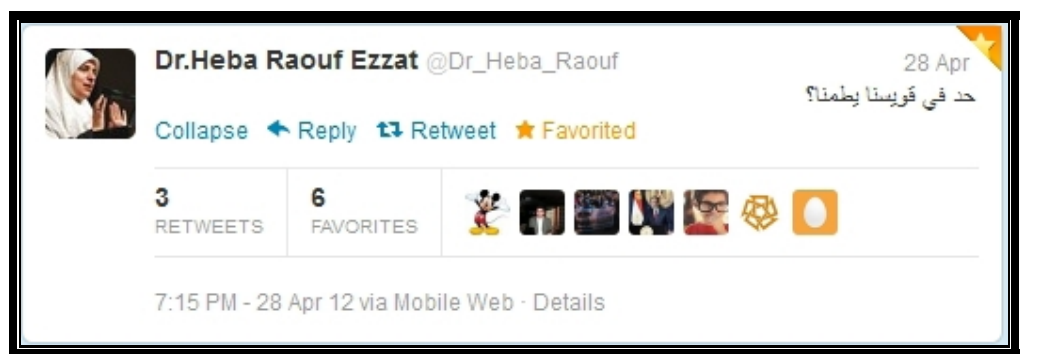 Dr.Heba Raouf Ezzat @Dr_Heba_Raouf 28 Apr
حد في قويسنا يطمنا؟
Collapse Reply Retweet Favorited
3 6
RETWEETS FAVORITES
7:15 PM - 28 Apr 12 via Mobile Web · Details